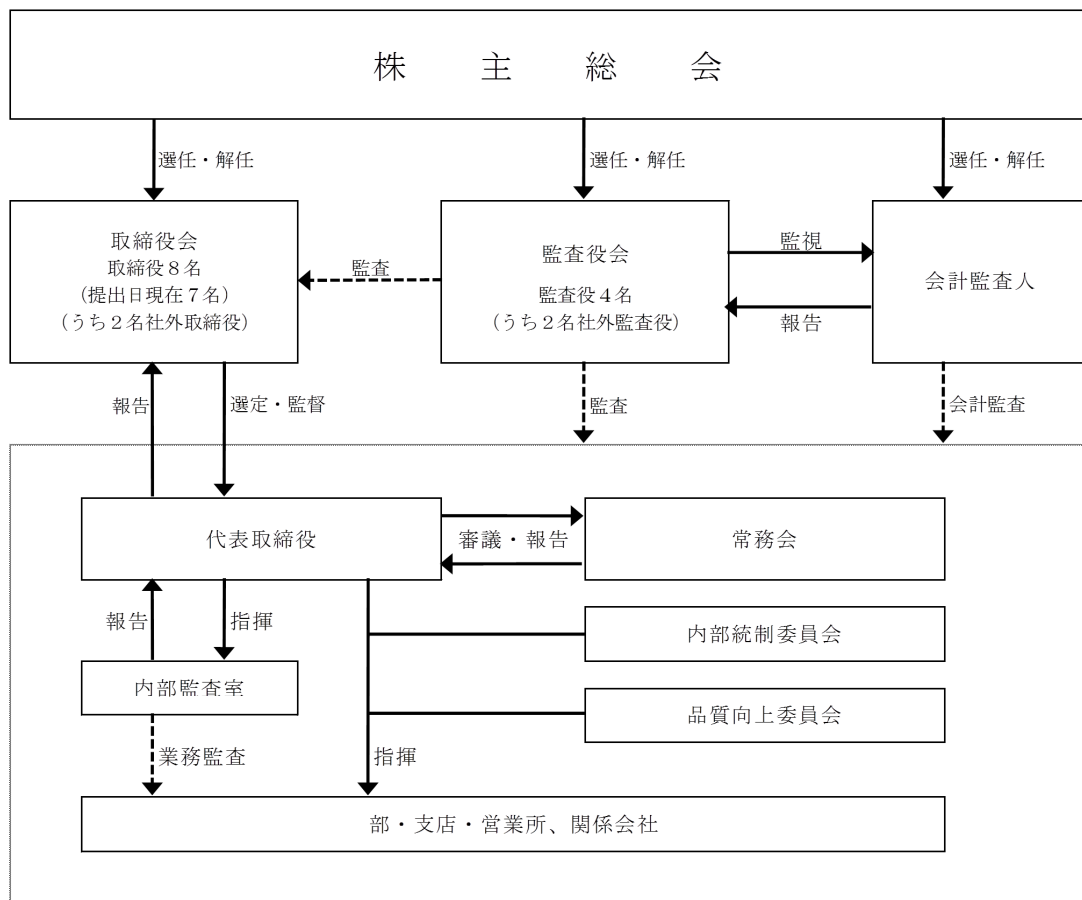 株主総会
選任・解任
選任・解任
選任・解任
取締役会
取締役８名
（提出日現在７名）
（うち２名社外取締役）
監査
監査役会
監査役４名
（うち２名社外監査役）
監視
報告
会計監査人
報告
選定・監督
監査
会計監査
代表取締役
審議・報告
常務会
報告
指揮
内部統制委員会
内部監査室
品質向上委員会
業務監査
指揮
部・支店・営業所、関係会社